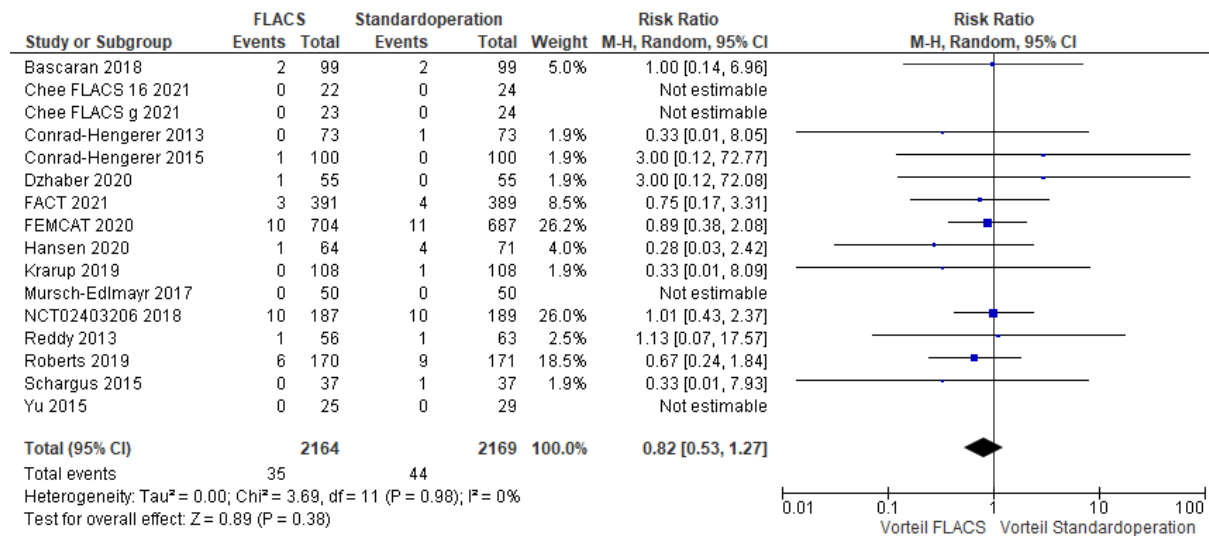 FLACS Standardoperation Risk Ratio Risk Ratio
Study or Subgroup Events Total Events Total Weight M-H, Random, 95% CI M-H, Random, 95% CI
Bascaran 2018 2 99 2 99 5.0% 1.00 [0.14, 6.96]
Chee FLACS 16 2021 0 22 0 24 Not estimable
Chee FLACS g 2021 0 23 0 24 Not estimable
Conrad-Hengerer 2013 0 73 1 73 1.9% 0.33 [0.01, 8.05]
Conrad-Hengerer 2015 1 100 0 100 1.9% 3.00 [0.12, 72.77]
Dzhaber 2020 1 55 0 55 1.9% 3.00 [0.12, 72.08]
FACT 2021 3 391 4 389 8.5% 0.75 [0.17, 3.31]
FEMCAT 2020 10 704 11 687 26.2% 0.89 [0.38, 2.08]
Hansen 2020 1 64 4 71 4.0% 0.28 [0.03, 2.42]
Krarup 2019 0 108 1 108 1.9% 0.33 [0.01, 8.09]
Mursch-Edlmayr 2017 0 50 0 50 Not estimable
NCT02403206 2018 10 187 10 189 26.0% 1.01 [0.43, 2.37]
Reddy 2013 1 56 1 63 2.5% 1.13 [0.07, 17.57]
Roberts 2019 6 170 9 171 18.5% 0.67 [0.24, 1.84]
Schargus 2015 0 37 1 37 1.9% 0.33 [0.01, 7.93]
Yu 2015 0 25 0 29 Not estimable
Total (95% CI) 2164 2169 100.0% 0.82 [0.53, 1.27]
Total events 35 44
Heterogeneity: Tau² = 0.00; Chi² = 3.69, df = 11 (P = 0.98); I² = 0%
Test for overall effect: Z = 0.89 (P = 0.38)
0.01 0.1 1 10 100
Vorteil FLACS Vorteil Standardoperation